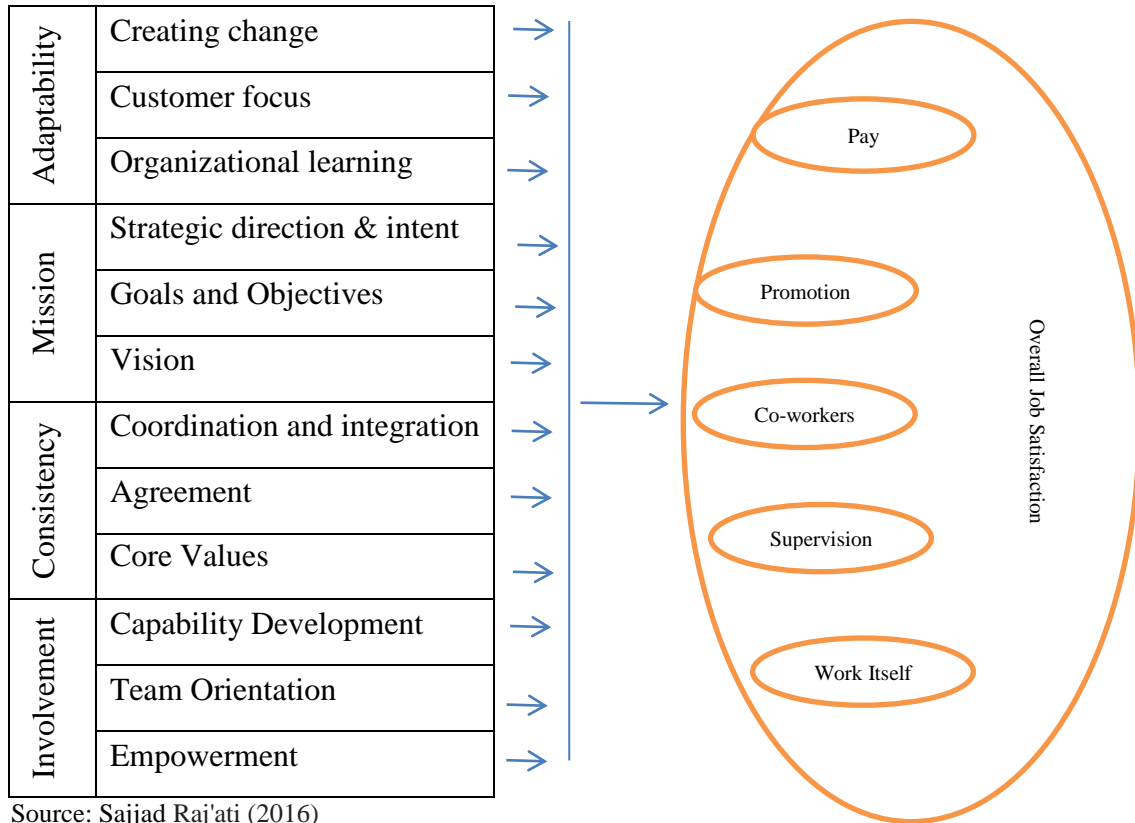 Adaptability
Creating change
Customer focus
Organizational learning
Mission
Strategic direction & intent
Goals and Objectives
Vision
Consistency
Coordination and integration
Agreement
Core Values
Involvement
Capability Development
Team Orientation
Empowerment
Pay
Promotion
Co-workers
Supervision
Work Itself
Overall Job Satisfaction
Source: Sajjad Raj'ati (2016)